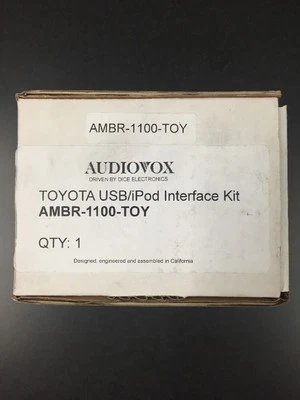 AMBR-1100-TOY
AUDIOVOX
DRIVEN BY DICE ELECTRONICS
TOYOTA USB/iPod Interface Kit
AMBR-1100-TOY
QTY: 1
Designed, engineered and assembled in California